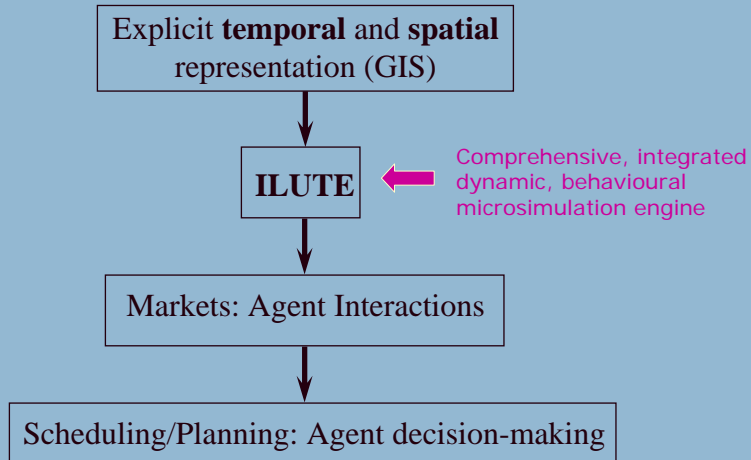 Explicit temporal and spatial
representation (GIS)
ILUTE
Comprehensive, integrated
dynamic, behavioural
microsimulation engine
Markets: Agent Interactions
Scheduling/Planning: Agent decision-making